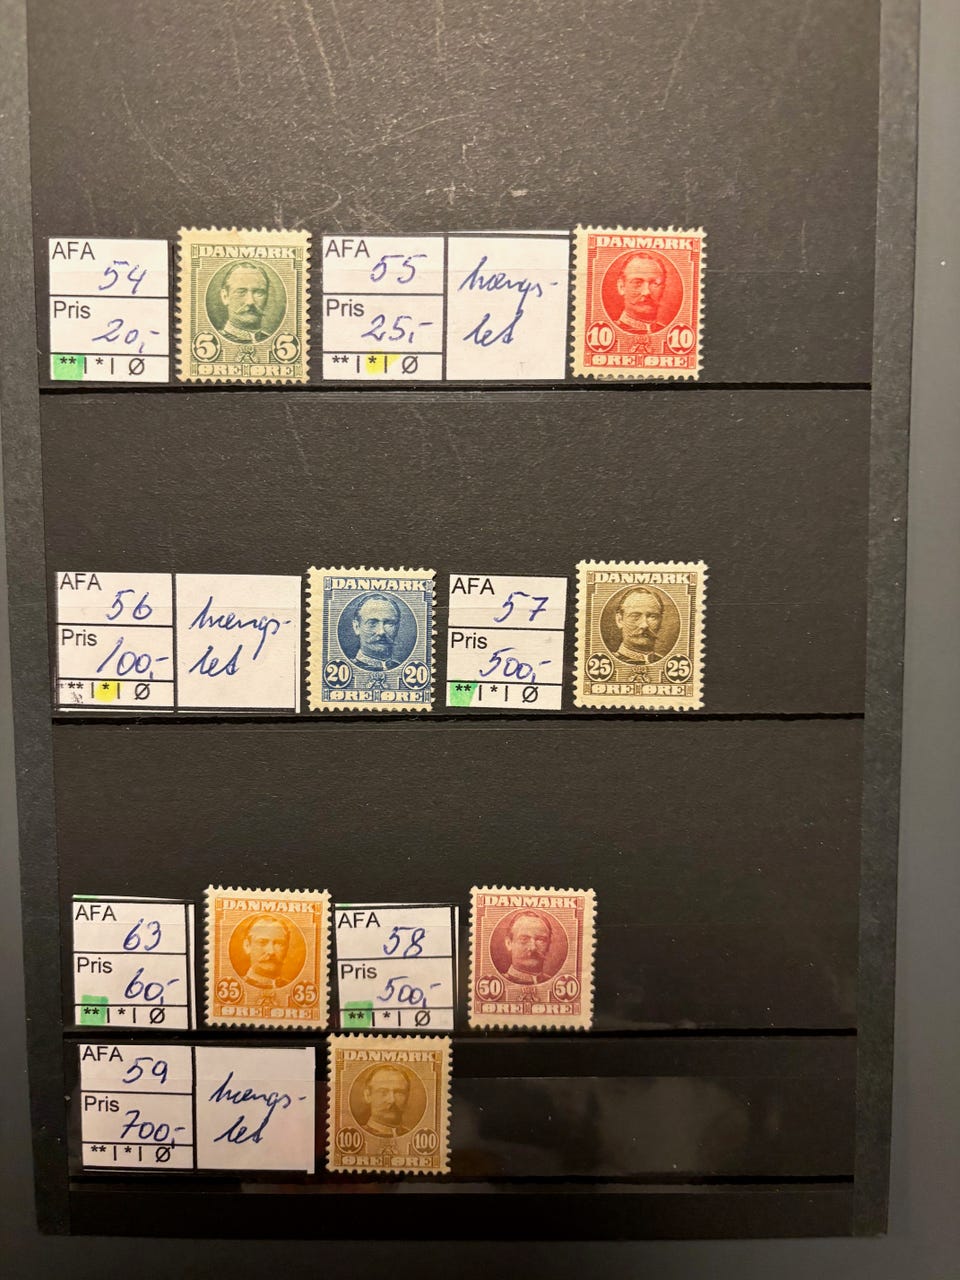 AFA
54
Pris
20,-
** | * | Ø
DANMARK
5 5
ØRE ØRE
AFA
55
Pris
25,-
** | * | Ø
hængs-
let
DANMARK
10 10
ØRE ØRE
AFA
56
Pris
100,-
** | * | Ø
hængs-
let
DANMARK
20 20
ØRE ØRE
AFA
57
Pris
500,-
** | * | Ø
DANMARK
25 25
ØRE ØRE
AFA
63
Pris
60,-
** | * | Ø
DANMARK
35 35
ØRE ØRE
AFA
58
Pris
500,-
** | * | Ø
DANMARK
50 50
ØRE ØRE
AFA
59
Pris
700,-
** | * | Ø
hængs-
let
DANMARK
100 100
ØRE ØRE